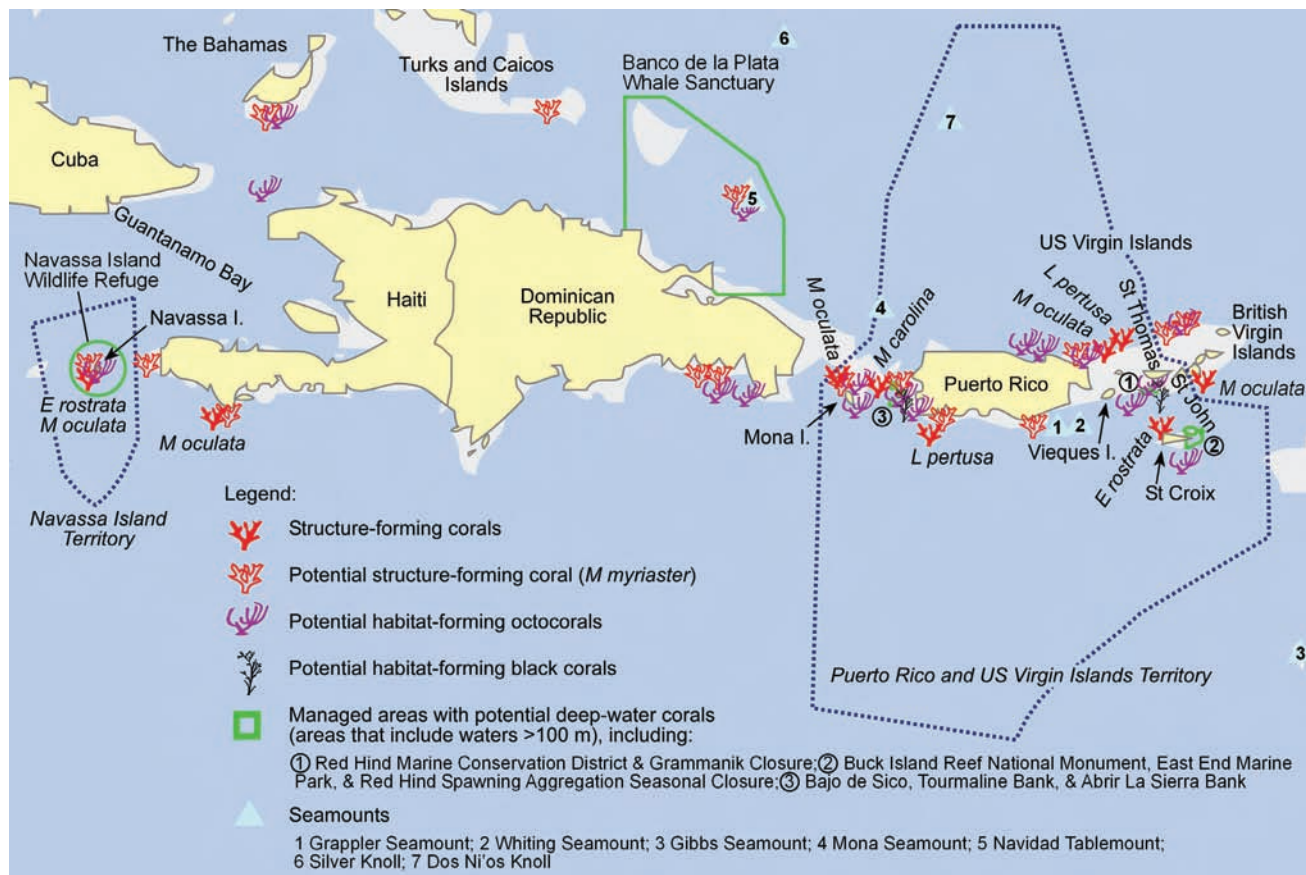 The Bahamas
Turks and Caicos
Islands
Banco de la Plata
Whale Sanctuary
6
7
Cuba
5
Guantanamo Bay
Navassa Island
Wildlife Refuge
Navassa I.
Haiti
Dominican
Republic
US Virgin Islands
M oculata
4
M carolina
L pertusa
M oculata
St Thomas
British
Virgin
Islands
E rostrata
M oculata
M oculata
Mona I.
3
Puerto Rico
L pertusa
1
2
Vieques I.
1
St John
M oculata
E rostrata
2
St Croix
Navassa Island
Territory
Puerto Rico and US Virgin Islands Territory
3
Legend:
Structure-forming corals
Potential structure-forming coral (M myriaster)
Potential habitat-forming octocorals
Potential habitat-forming black corals
Managed areas with potential deep-water corals
(areas that include waters >100 m), including:
① Red Hind Marine Conservation District & Grammanik Closure;② Buck Island Reef National Monument, East End Marine
Park, & Red Hind Spawning Aggregation Seasonal Closure;③ Bajo de Sico, Tourmaline Bank, & Abrir La Sierra Bank
Seamounts
1 Grappler Seamount; 2 Whiting Seamount; 3 Gibbs Seamount; 4 Mona Seamount; 5 Navidad Tablemount;
6 Silver Knoll; 7 Dos Ni'os Knoll